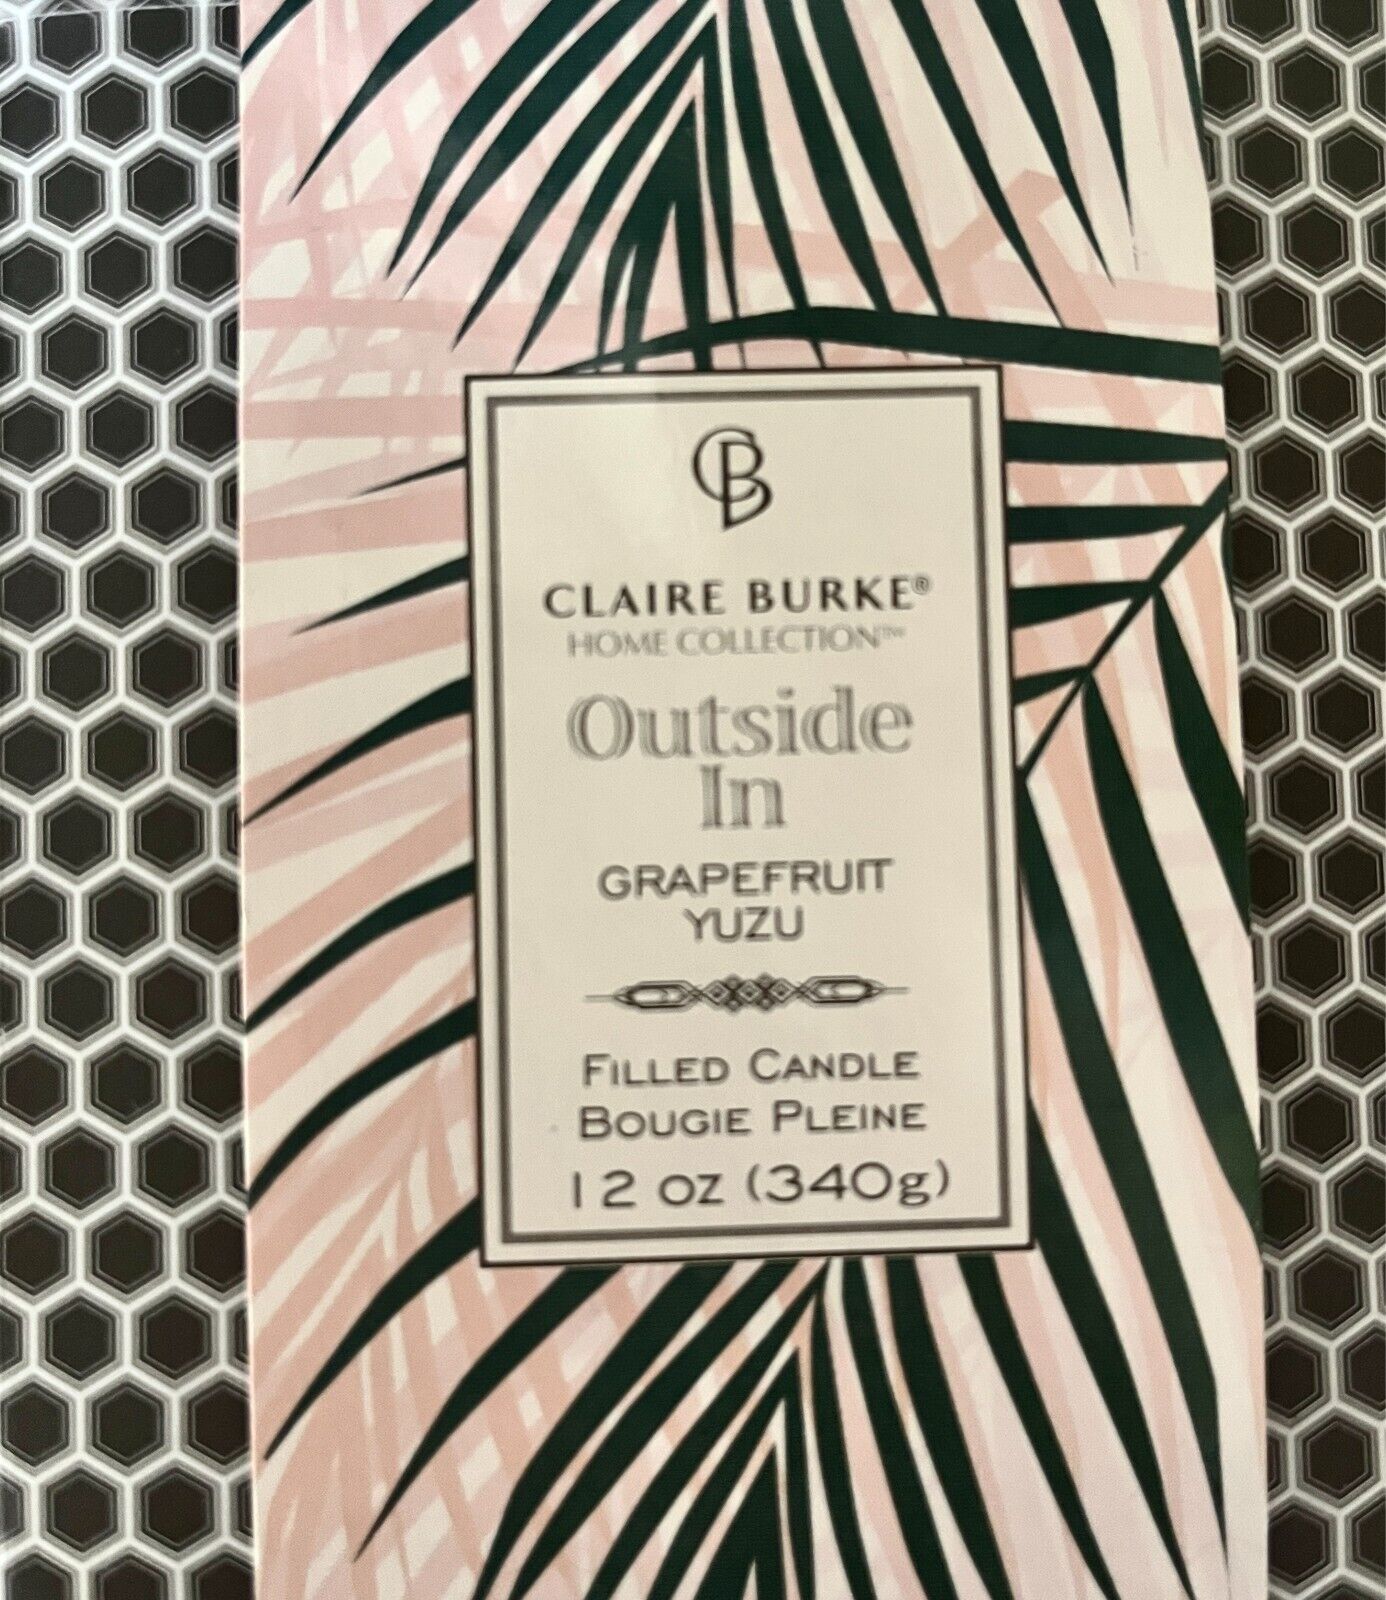 CB
CLAIRE BURKE®
HOME COLLECTION™
Outside
In
GRAPEFRUIT
YUZU
FILLED CANDLE
BOUGIE PLEINE
12 oz (340g)